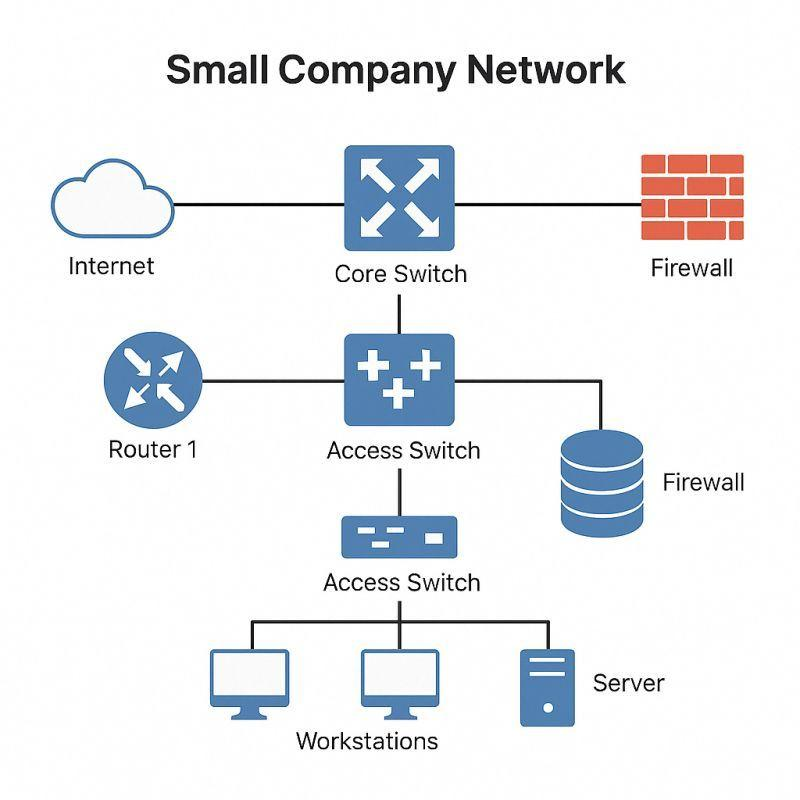 Small Company Network
Internet
Core Switch
Firewall
Router 1
Access Switch
Firewall
Access Switch
Server
Workstations